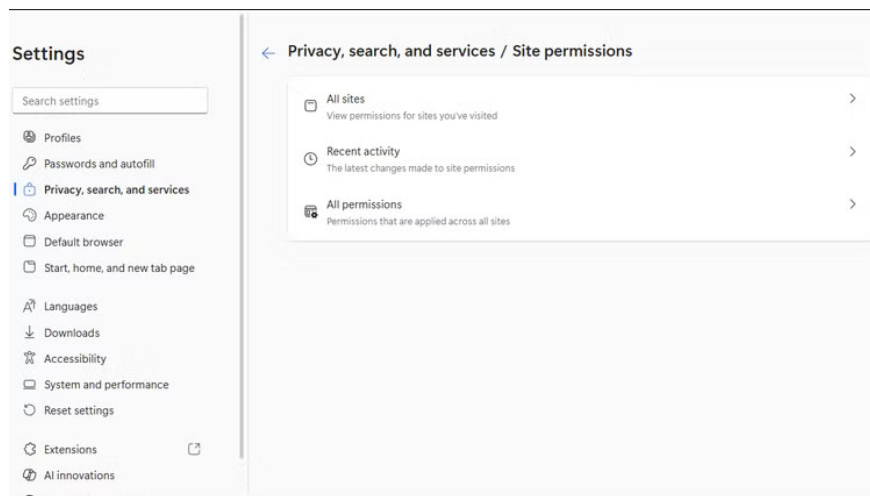 Settings
Search settings
Profiles
Passwords and autofill
Privacy, search, and services
Appearance
Default browser
Start, home, and new tab page
Languages
Downloads
Accessibility
System and performance
Reset settings
Extensions
AI innovations
Privacy, search, and services / Site permissions
All sites
View permissions for sites you've visited
Recent activity
The latest changes made to site permissions
All permissions
Permissions that are applied across all sites